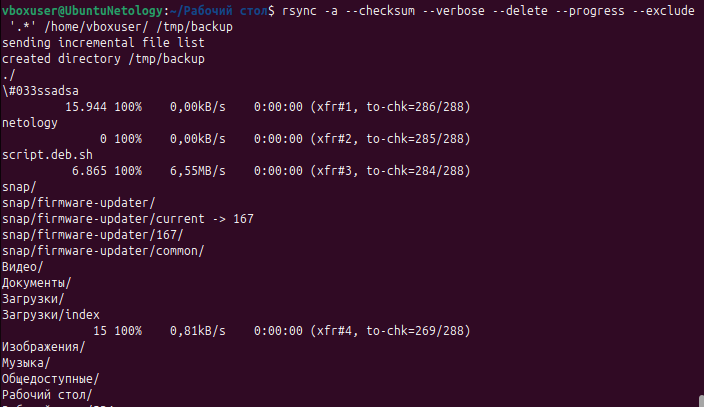 vboxuser@UbuntuNetology:~/Рабочий стол$ rsync -a --checksum --verbose --delete --progress --exclude
'.*' /home/vboxuser/ /tmp/backup
sending incremental file list
created directory /tmp/backup
./
\#033ssadsa
15.944 100% 0,00kB/s 0:00:00 (xfr#1, to-chk=286/288)
netology
0 100% 0,00kB/s 0:00:00 (xfr#2, to-chk=285/288)
script.deb.sh
6.865 100% 6,55MB/s 0:00:00 (xfr#3, to-chk=284/288)
snap/
snap/firmware-updater/
snap/firmware-updater/current -> 167
snap/firmware-updater/167/
snap/firmware-updater/common/
Видео/
Документы/
Загрузки/
Загрузки/index
15 100% 0,81kB/s 0:00:00 (xfr#4, to-chk=269/288)
Изображения/
Музыка/
Общедоступные/
Рабочий стол/